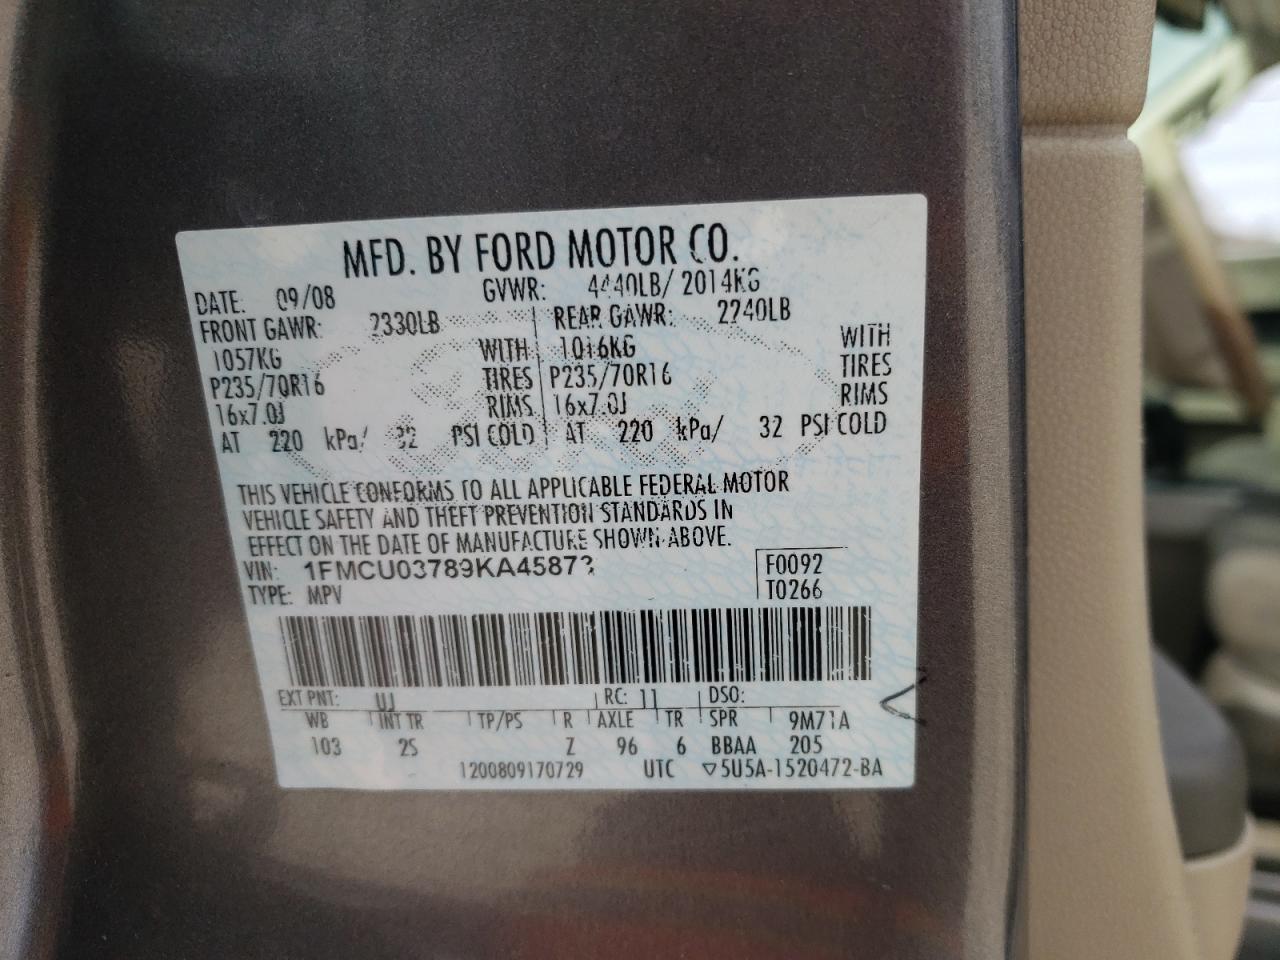 MFD. BY FORD MOTOR CO.
DATE: 09/08 GVWR: 4440LB/ 2014KG
FRONT GAWR: 2330LB REAR GAWR: 2240LB
1057KG WITH 1016KG WITH
P235/70R16 TIRES P235/70R16 TIRES
16x7.0J RIMS 16x7.0J RIMS
AT 220 kPa/ 32 PSI COLD AT 220 kPa/ 32 PSI COLD
THIS VEHICLE CONFORMS TO ALL APPLICABLE FEDERAL MOTOR
VEHICLE SAFETY AND THEFT PREVENTION STANDARDS IN
EFFECT ON THE DATE OF MANUFACTURE SHOWN ABOVE.
VIN: F0092
TYPE: MPV T0266
EXT PNT: UJ RC: 11 DSO:
WB INT TR TP/PS R AXLE TR SPR 9M71A
103 2S Z 96 6 BBAA 205
1200809170729 UTC ▽5U5A-1520472-BA